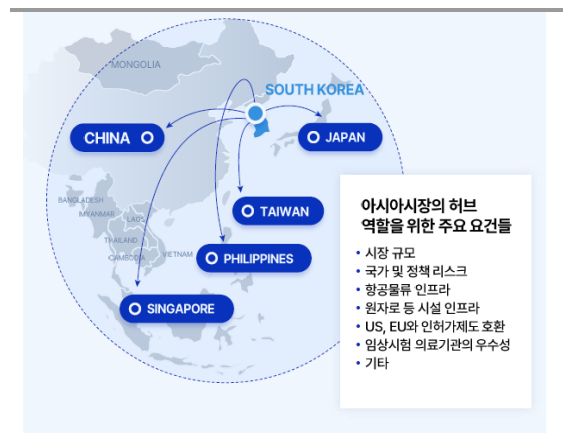 MONGOLIA
SOUTH KOREA
CHINA
JAPAN
BANGLADESH
MYANMAR
LAOS
TAIWAN
THAILAND
VIETNAM
CAMBODIA
PHILIPPINES
SINGAPORE
아시아시장의 허브
역할을 위한 주요 요건들
• 시장 규모
• 국가 및 정책 리스크
• 항공물류 인프라
• 원자로 등 시설 인프라
• US, EU와 인허가제도 호환
• 임상시험 의료기관의 우수성
• 기타